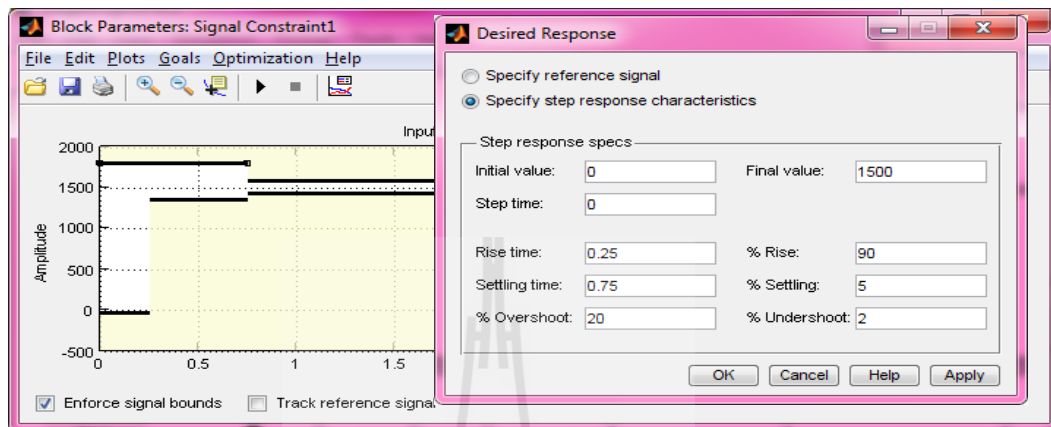 Block Parameters: Signal Constraint1
File Edit Plots Goals Optimization Help
Amplitude
2000
1500
1000
500
0
-500
0
0.5
1
1.5
Enforce signal bounds
Track reference signal
Desired Response
Specify reference signal
Specify step response characteristics
Step response specs
Initial value: 0
Final value: 1500
Step time: 0
Rise time: 0.25
% Rise: 90
Settling time: 0.75
% Settling: 5
% Overshoot: 20
% Undershoot: 2
OK Cancel Help Apply